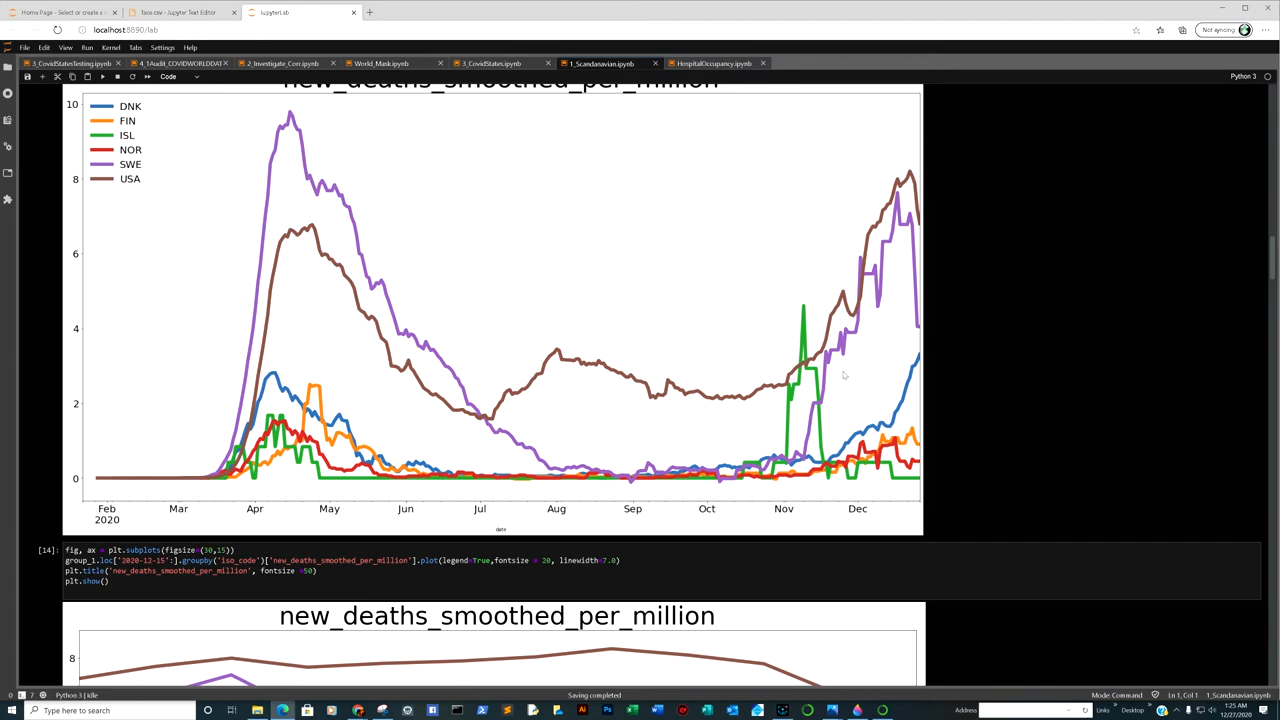 Home Page - Select or create a n
face.csv - Jupyter Text Editor
JupyterLab
localhost:8890/lab
Not syncing
File Edit View Run Kernel Tabs Settings Help
3_CovidStatesTesting.ipynb
4_1Audit_COVIDWORLDDAT
2_Investigate_Corr.ipynb
World_Mask.ipynb
3_CovidStates.ipynb
1_Scandanavian.ipynb
HospitalOccupancy.ipynb
Code
Python 3
new_deaths_smoothed_per_million
10
8
6
4
2
0
DNK
FIN
ISL
NOR
SWE
USA
Feb Mar Apr May Jun Jul Aug Sep Oct Nov Dec
2020
date
[14]: fig, ax = plt.subplots(figsize=(30,15))
group_1.loc['2020-12-15':].groupby('iso_code')['new_deaths_smoothed_per_million'].plot(legend=True,fontsize = 20, linewidth=7.0)
plt.title('new_deaths_smoothed_per_million', fontsize =50)
plt.show()
new_deaths_smoothed_per_million
8
0
Python 3 | Idle
Saving completed
Mode: Command
Ln 1, Col 1
1_Scandanavian.ipynb
Type here to search
Address
Links
Desktop
1:25 AM
12/27/2020